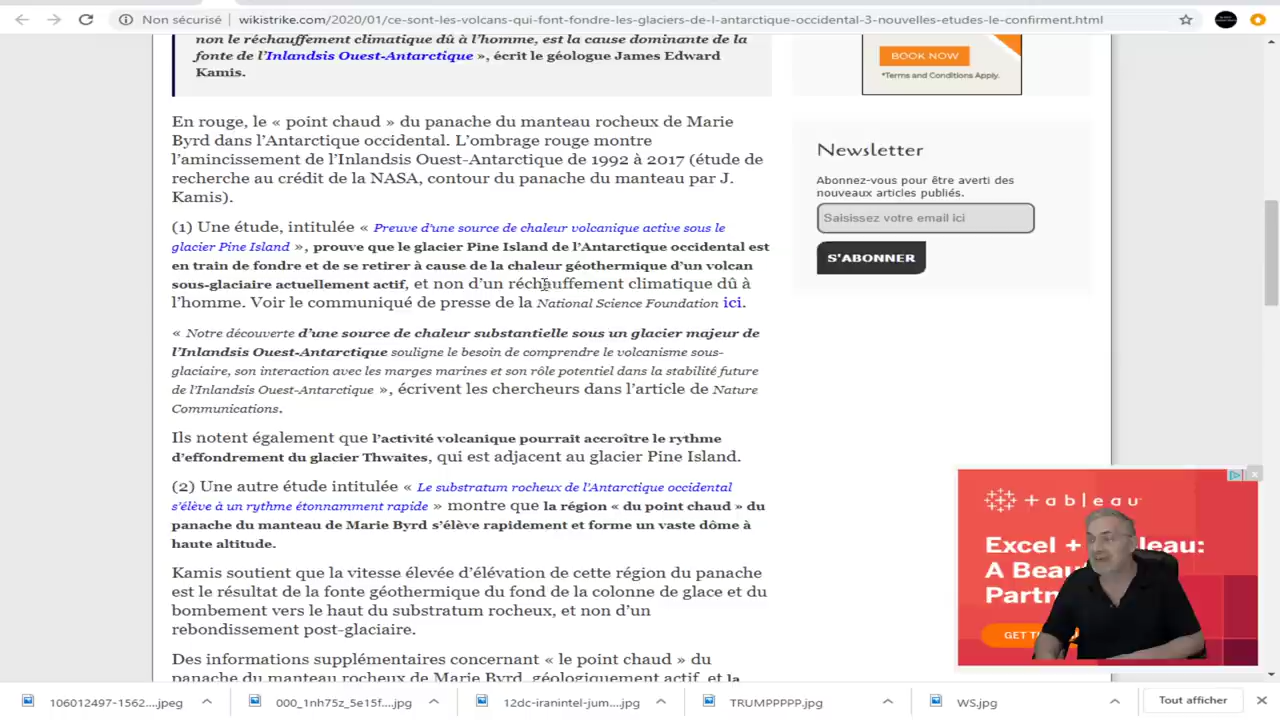 Non sécurisé
wikistrike.com/2020/01/ce-sont-les-volcans-qui-font-fondre-les-glaciers-de-l-antarctique-occidental-3-nouvelles-etudes-le-confirment.html
non le réchauffement climatique dû à l'homme, est la cause dominante de la
fonte de l'Inlandsis Ouest-Antarctique », écrit le géologue James Edward
Kamis.
En rouge, le « point chaud » du panache du manteau rocheux de Marie
Byrd dans l'Antarctique occidental. L'ombrage rouge montre
l'amincissement de l'Inlandsis Ouest-Antarctique de 1992 à 2017 (étude de
recherche au crédit de la NASA, contour du panache du manteau par J.
Kamis).
(1) Une étude, intitulée « Preuve d'une source de chaleur volcanique active sous le
glacier Pine Island », prouve que le glacier Pine Island de l'Antarctique occidental est
en train de fondre et de se retirer à cause de la chaleur géothermique d'un volcan
sous-glaciaire actuellement actif, et non d'un réchauffement climatique dû à
l'homme. Voir le communiqué de presse de la National Science Foundation ici.
« Notre découverte d'une source de chaleur substantielle sous un glacier majeur de
l'Inlandsis Ouest-Antarctique souligne le besoin de comprendre le volcanisme sous-
glaciaire, son interaction avec les marges marines et son rôle potentiel dans la stabilité future
de l'Inlandsis Ouest-Antarctique », écrivent les chercheurs dans l'article de Nature
Communications.
Ils notent également que l'activité volcanique pourrait accroître le rythme
d'effondrement du glacier Thwaites, qui est adjacent au glacier Pine Island.
(2) Une autre étude intitulée « Le substratum rocheux de l'Antarctique occidental
s'élève à un rythme étonnamment rapide » montre que la région « du point chaud » du
panache du manteau de Marie Byrd s'élève rapidement et forme un vaste dôme à
haute altitude.
Kamis soutient que la vitesse élevée d'élévation de cette région du panache
est le résultat de la fonte géothermique du fond de la colonne de glace et du
bombement vers le haut du substratum rocheux, et non d'un
rebondissement post-glaciaire.
Des informations supplémentaires concernant « le point chaud » du
panache du manteau rocheux de Marie Byrd, géologiquement actif, et la
BOOK NOW
*Terms and Conditions Apply.
Newsletter
Abonnez-vous pour être averti des
nouveaux articles publiés.
Saisissez votre email ici
S'ABONNER
+ableau
Excel + leau:
A Bea
Partn
GET
106012497-1562....jpeg
000_1nh75z_5e15f....jpg
12dc-iranintel-jum....jpg
TRUMPPPPP.jpg
WS.jpg
Tout afficher